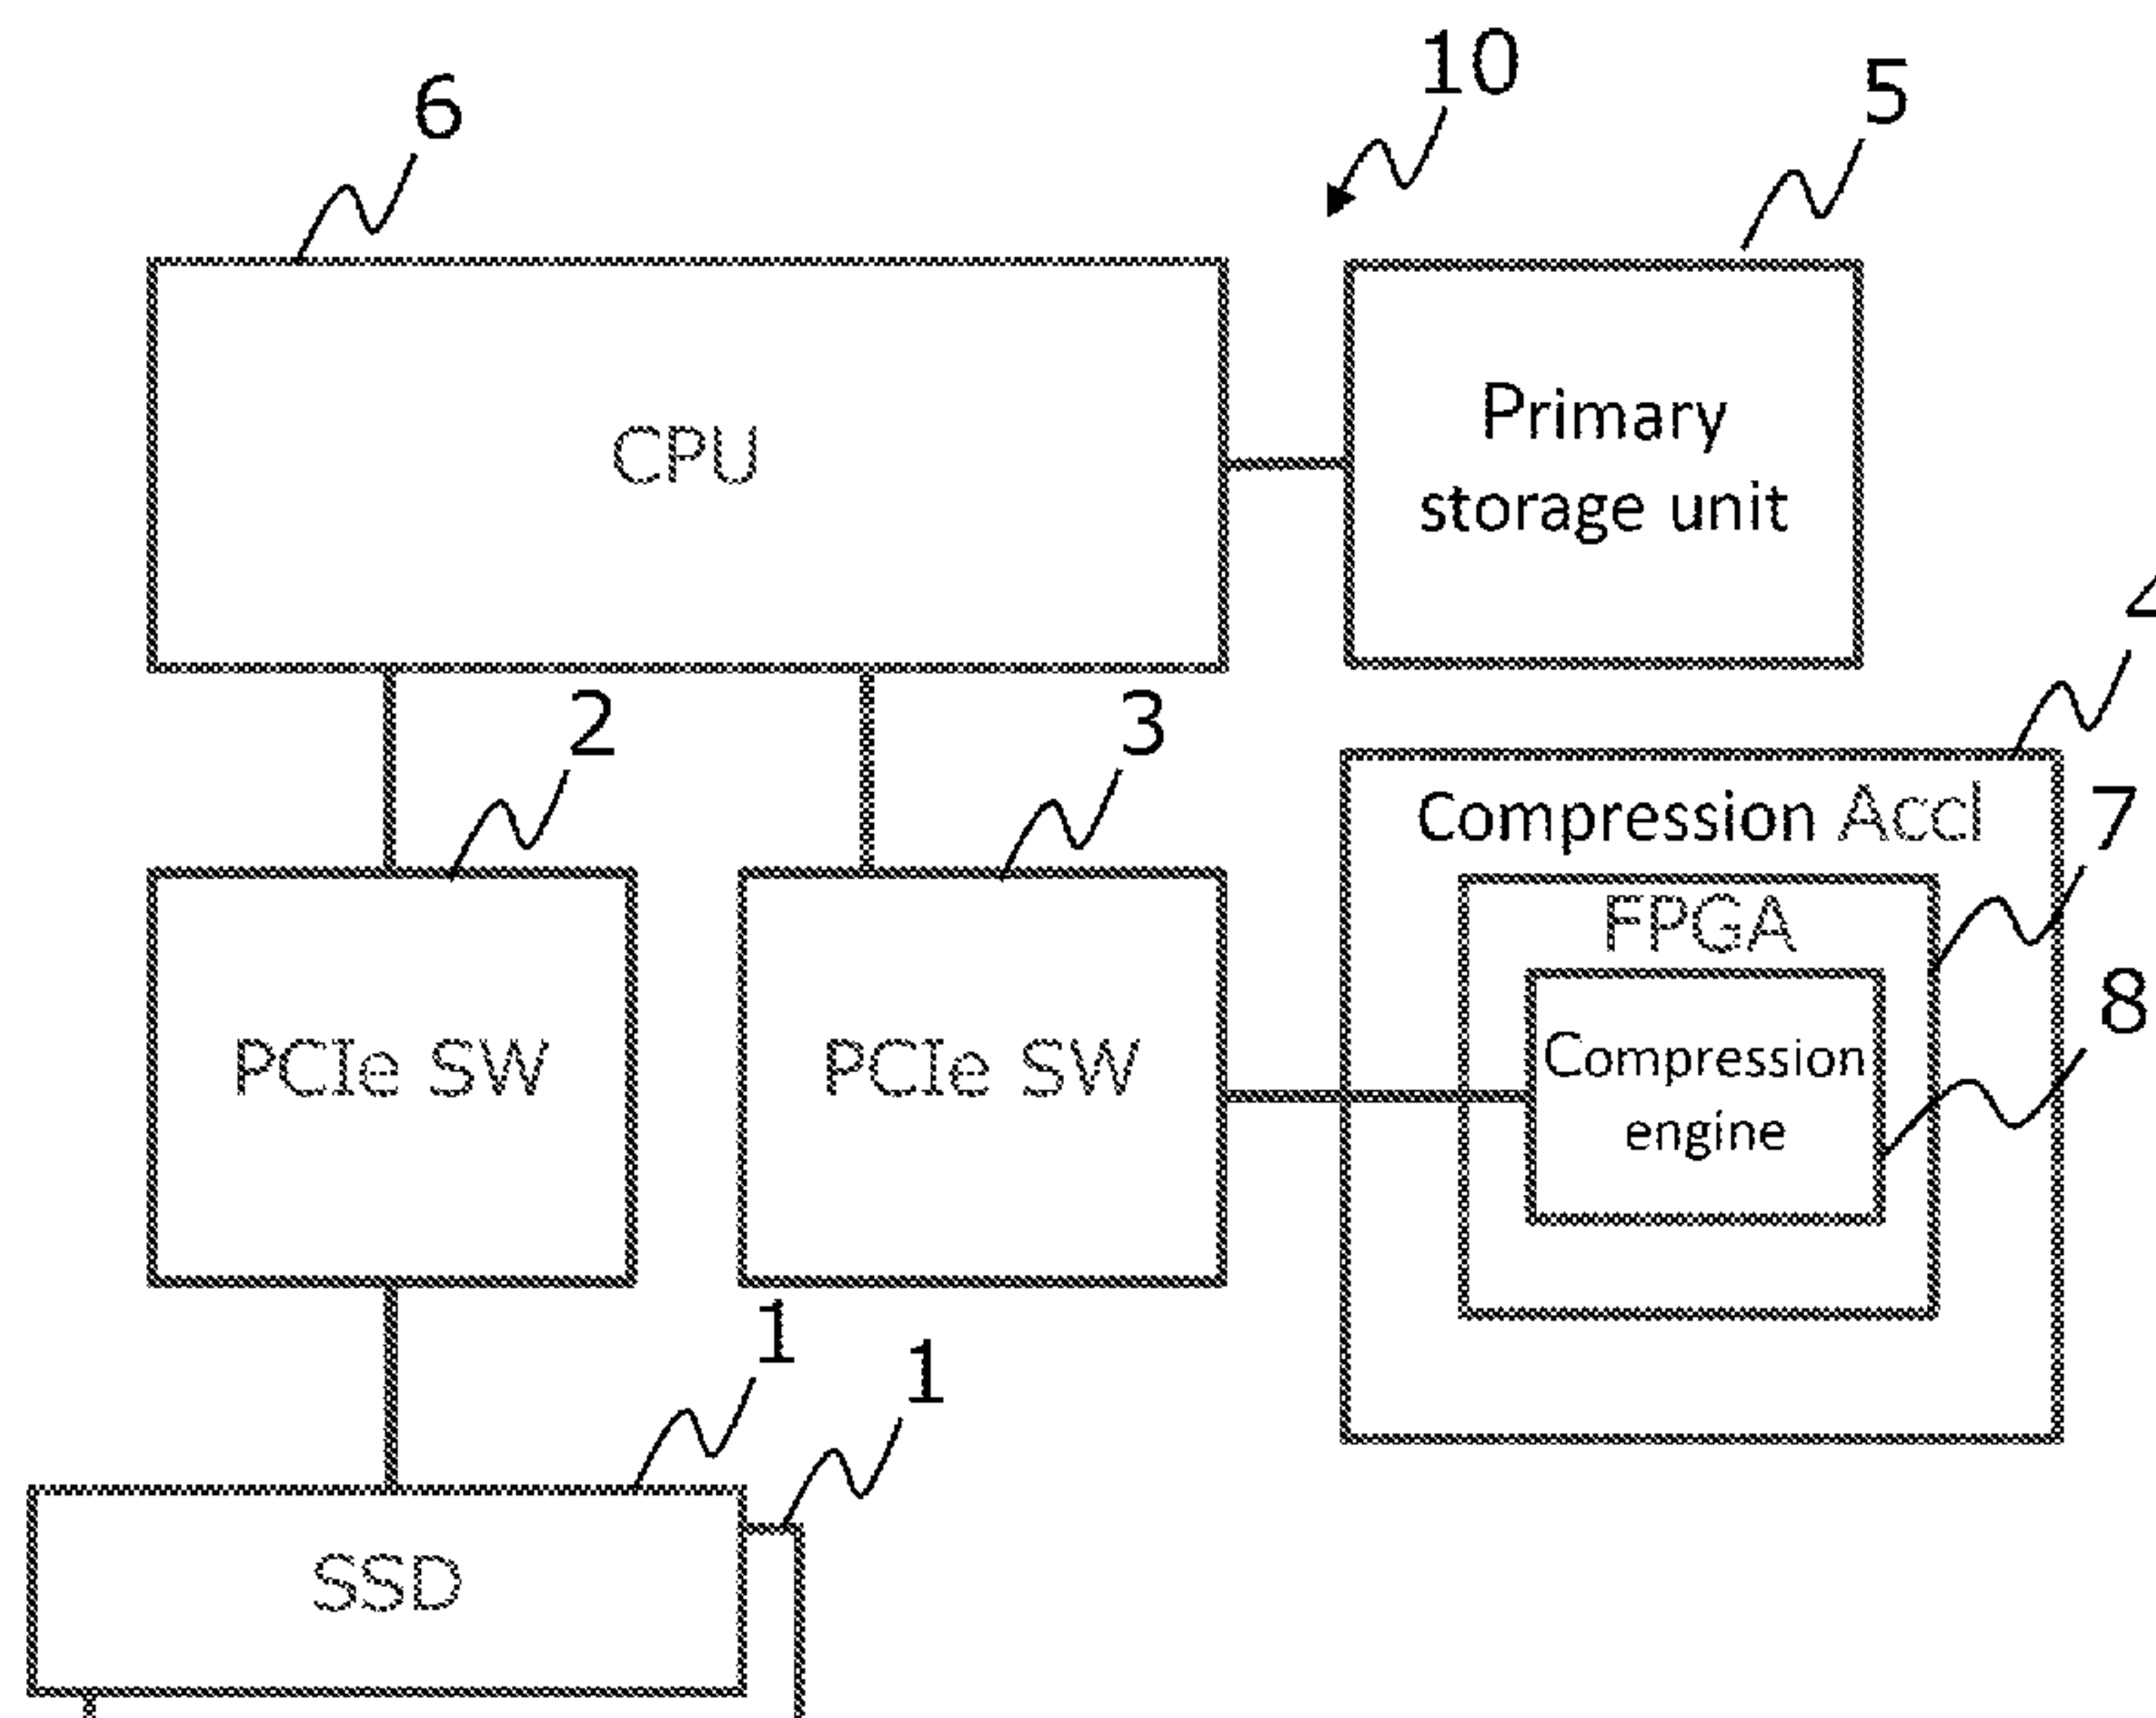 10
6
5
CPU
Primary
storage unit
4
2
3
Compression Accl
7
FPGA
8
PCIe SW
PCIe SW
Compression
engine
1
1
SSD